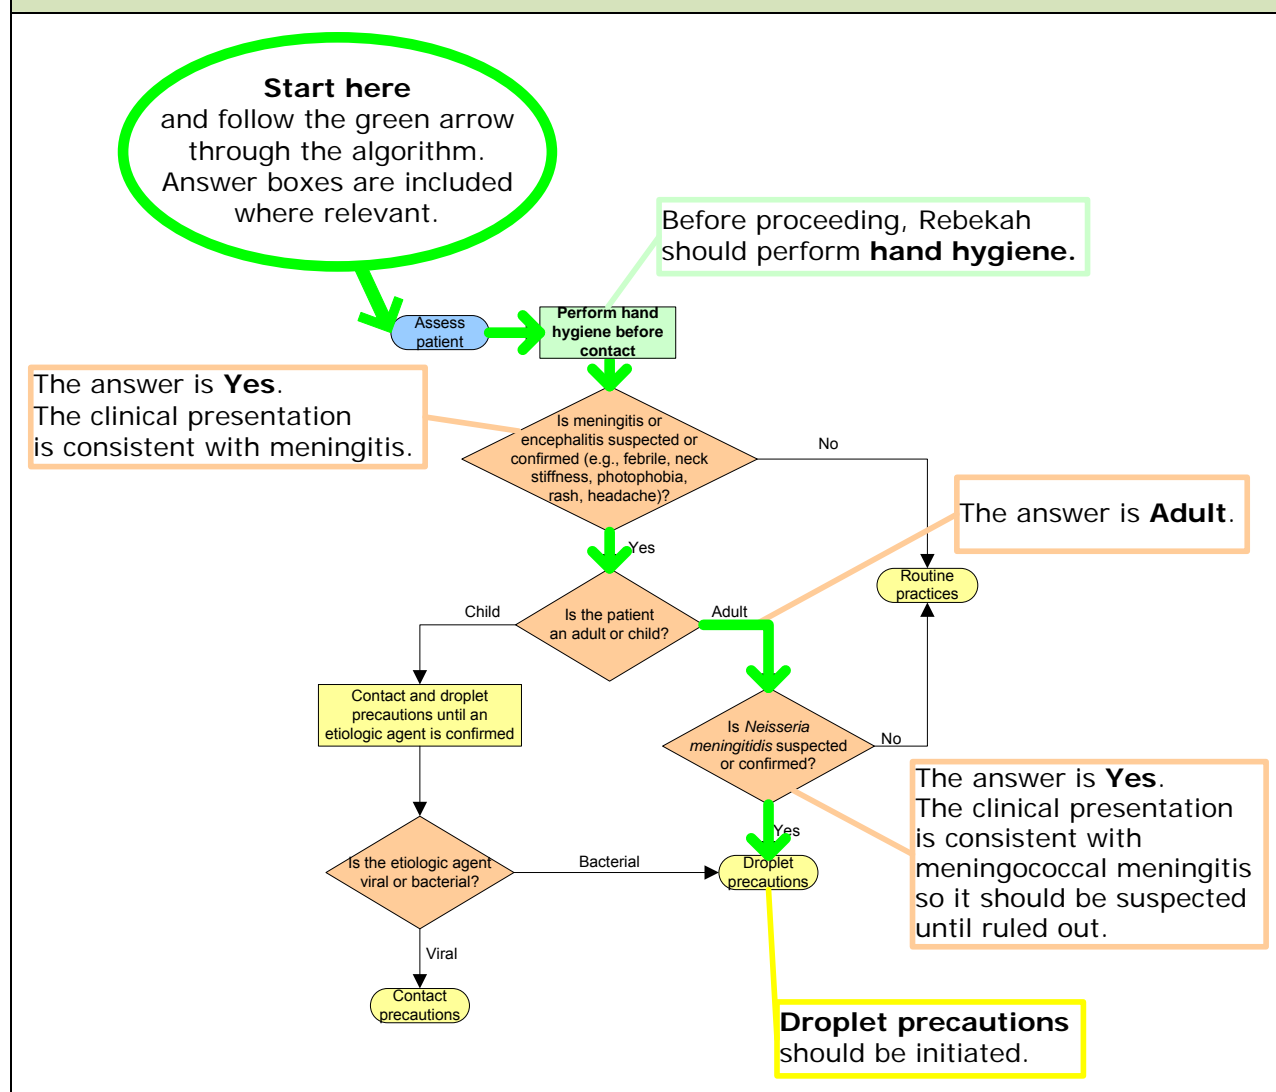 Start here
and follow the green arrow
through the algorithm.
Answer boxes are included
where relevant.
Before proceeding, Rebekah
should perform hand hygiene.
Assess
patient
Perform hand
hygiene before
contact
The answer is Yes.
The clinical presentation
is consistent with meningitis.
Is meningitis or
encephalitis suspected or
confirmed (e.g., febrile, neck
stiffness, photophobia,
rash, headache)?
No
The answer is Adult.
Yes
Routine
practices
Child
Is the patient
an adult or child?
Adult
Contact and droplet
precautions until an
etiologic agent is confirmed
Is Neisseria
meningitidis suspected
or confirmed?
No
The answer is Yes.
The clinical presentation
is consistent with
meningococcal meningitis
so it should be suspected
until ruled out.
Yes
Is the etiologic agent
viral or bacterial?
Bacterial
Droplet
precautions
Viral
Contact
precautions
Droplet precautions
should be initiated.